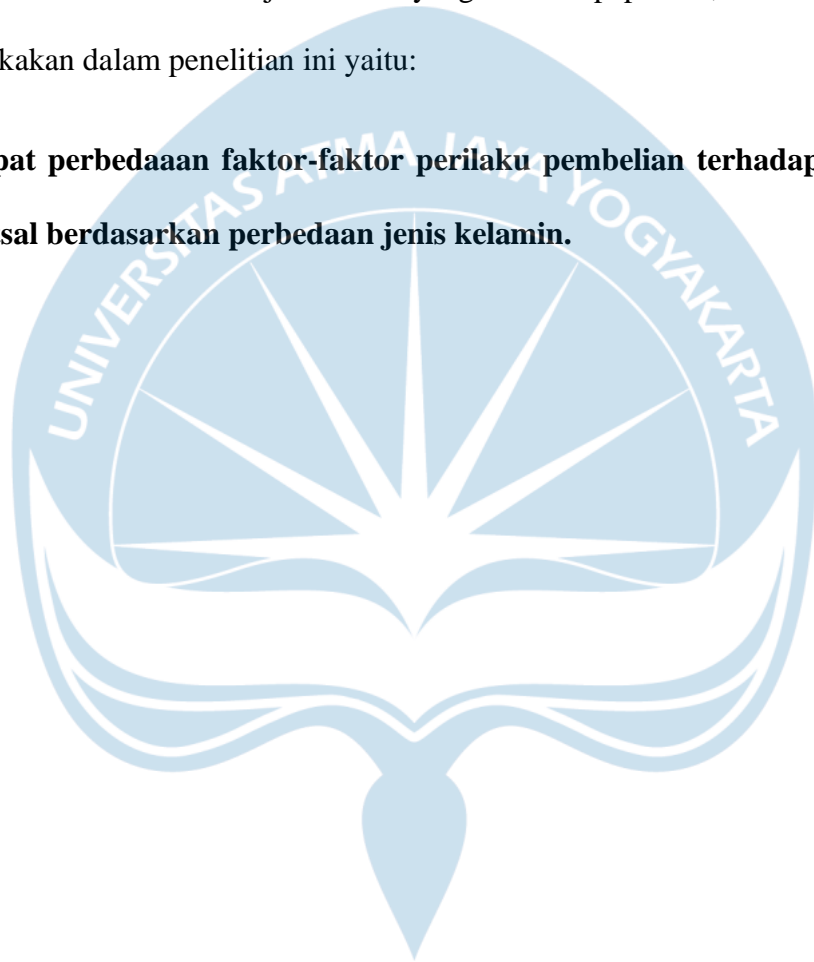 kakan dalam penelitian ini yaitu:
pat perbedaaan faktor-faktor perilaku pembelian terhadap
sal berdasarkan perbedaan jenis kelamin.
UNIVERSITAS ATMA JAYA YOGYAKARTA